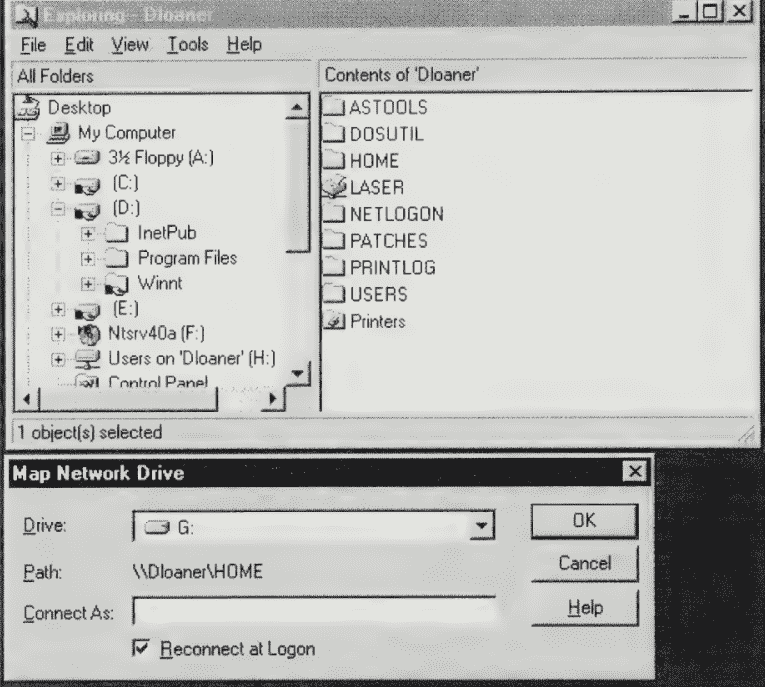 Exploring - Dloaner
File Edit View Tools Help
All Folders
Contents of 'Dloaner'
Desktop
My Computer
3½ Floppy (A:)
(C:)
(D:)
InetPub
Program Files
Winnt
(E:)
Ntsrv40a (F:)
Users on 'Dloaner' (H:)
Control Panel
ASTOOLS
DOSUTIL
HOME
LASER
NETLOGON
PATCHES
PRINTLOG
USERS
Printers
1 object(s) selected
Map Network Drive
Drive: G:
OK
Path: \\Dloaner\HOME
Cancel
Connect As:
Help
Reconnect at Logon